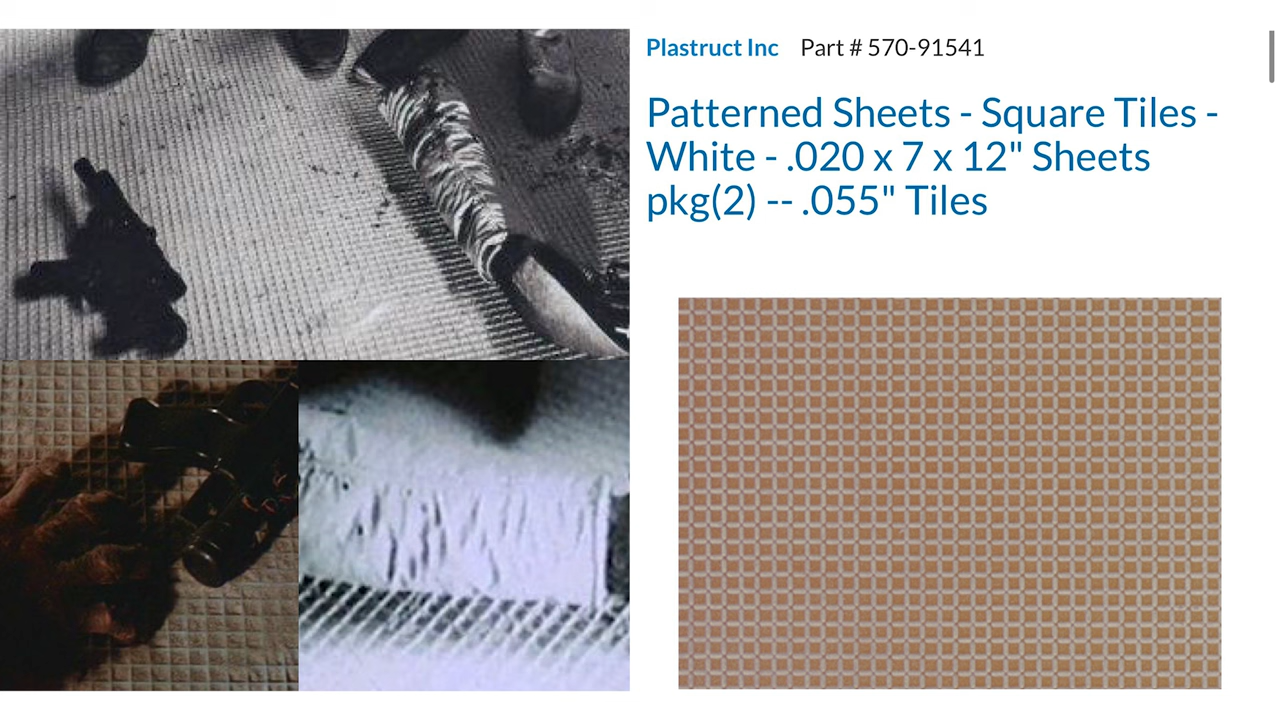 Plastruct Inc Part # 570-91541
Patterned Sheets - Square Tiles -
White - .020 x 7 x 12" Sheets
pkg(2) -- .055" Tiles